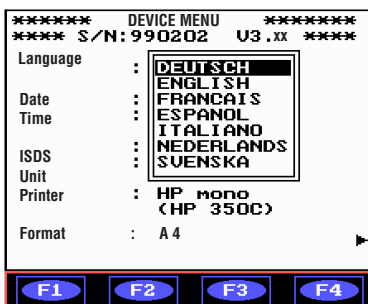 ****** DEVICE MENU *******
**** S/N:990202 V3.xx ****
Language :
DEUTSCH
ENGLISH
Date : FRANCAIS
Time : ESPANOL
ITALIANO
ISDS : NEDERLANDS
Unit : SVENSKA
Printer : HP mono
(HP 350C)
Format : A4
F1 F2 F3 F4